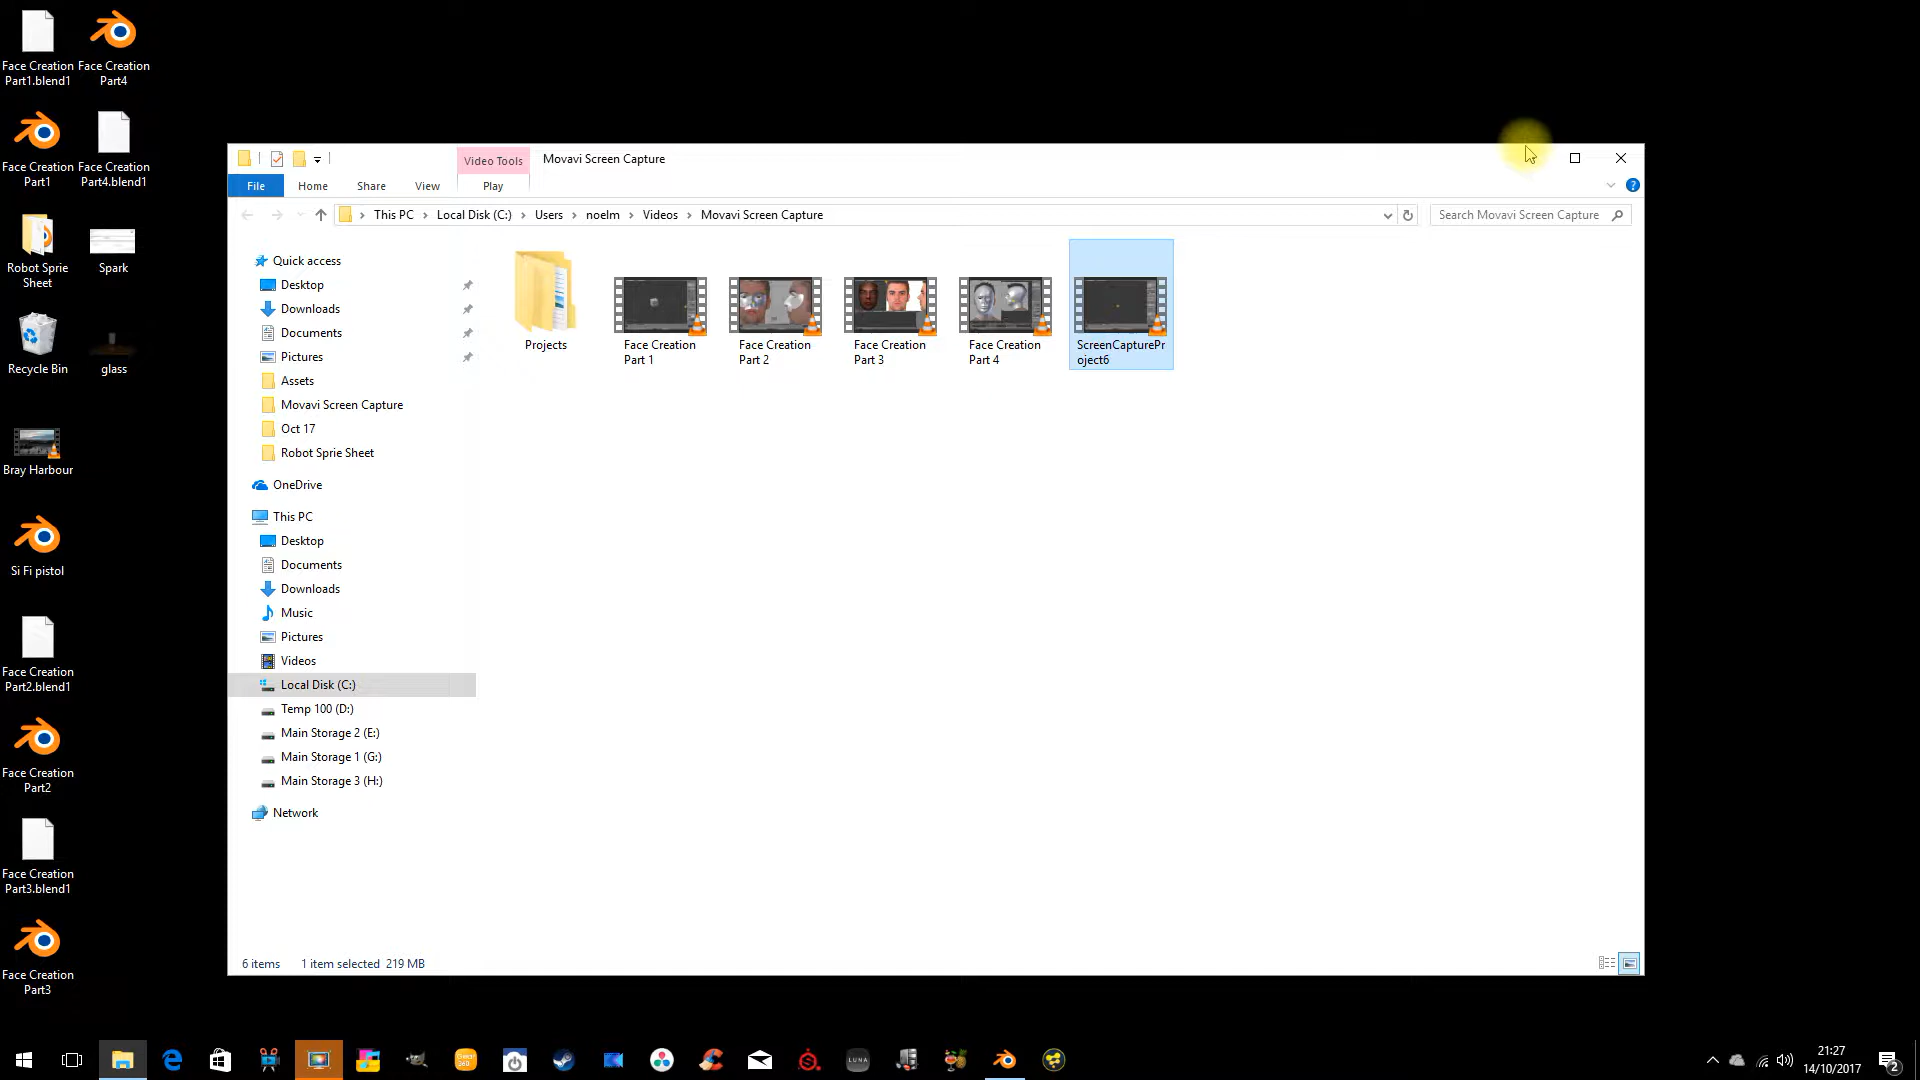 Face Creation
Part1.blend1
Face Creation
Part4
Face Creation
Part1
Face Creation
Part4.blend1
Robot Sprie
Sheet
Spark
Recycle Bin
glass
Bray Harbour
Si Fi pistol
Face Creation
Part2.blend1
Face Creation
Part2
Face Creation
Part3.blend1
Face Creation
Part3
Video Tools
Movavi Screen Capture
File
Home
Share
View
Play
This PC
Local Disk (C:)
Users
noelm
Videos
Movavi Screen Capture
Search Movavi Screen Capture
Quick access
Desktop
Downloads
Documents
Pictures
Assets
Movavi Screen Capture
Oct 17
Robot Sprie Sheet
OneDrive
This PC
Desktop
Documents
Downloads
Music
Pictures
Videos
Local Disk (C:)
Temp 100 (D:)
Main Storage 2 (E:)
Main Storage 1 (G:)
Main Storage 3 (H:)
Network
Projects
Face Creation
Part 1
Face Creation
Part 2
Face Creation
Part 3
Face Creation
Part 4
ScreenCapturePr
oject6
6 items
1 item selected 219 MB
LUNA
21:27
14/10/2017
2